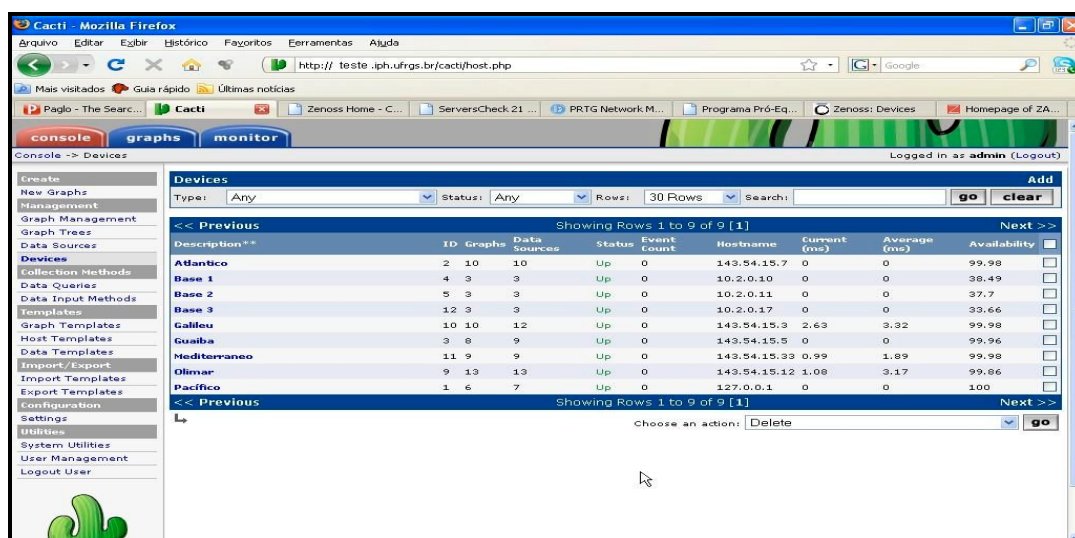 Cacti - Mozilla Firefox
Arquivo Editar Exibir Histórico Favoritos Ferramentas Ajuda
http:// teste .iph.ufrgs.br/cacti/host.php
Google
Mais visitados Guia rápido Últimas notícias
Paglo - The Searc... Cacti Zenoss Home - C... ServersCheck 21 ... PRTG Network M... Programa Pró-Eq... Zenoss: Devices Homepage of ZA...
console graphs monitor
Console -> Devices Logged in as admin (Logout)
Create
New Graphs
Management
Graph Management
Graph Trees
Data Sources
Devices
Collection Methods
Data Queries
Data Input Methods
Templates
Graph Templates
Host Templates
Data Templates
Import/Export
Import Templates
Export Templates
Configuration
Settings
Utilities
System Utilities
User Management
Logout User
Devices Add
Type: Any Status: Any Rows: 30 Rows Search: go clear
<< Previous Showing Rows 1 to 9 of 9 [1] Next >>
Description** ID Graphs Data Sources Status Event Count Hostname Current (ms) Average (ms) Availability
Atlantico 2 10 10 Up 0 143.54.15.7 0 0 99.98
Base 1 4 3 3 Up 0 10.2.0.10 0 0 38.49
Base 2 5 3 3 Up 0 10.2.0.11 0 0 37.7
Base 3 12 3 3 Up 0 10.2.0.17 0 0 33.66
Galileu 10 10 12 Up 0 143.54.15.3 2.63 3.32 99.98
Guaiba 3 8 9 Up 0 143.54.15.5 0 0 99.96
Mediterraneo 11 9 9 Up 0 143.54.15.33 0.99 1.89 99.98
Olimar 9 13 13 Up 0 143.54.15.12 1.08 3.17 99.86
Pacífico 1 6 7 Up 0 127.0.0.1 0 0 100
<< Previous Showing Rows 1 to 9 of 9 [1] Next >>
Choose an action: Delete go